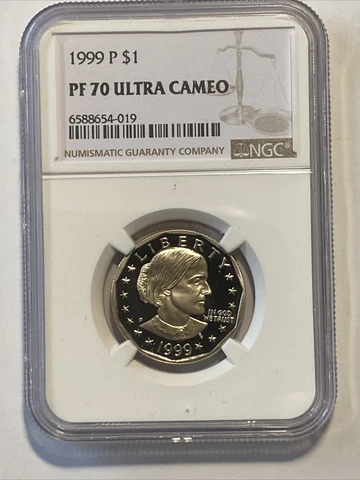 1999 P $1
PF 70 ULTRA CAMEO
6588654-019
NUMISMATIC GUARANTY COMPANY
NGC
LIBERTY
P
IN GOD
WE TRUST
1999